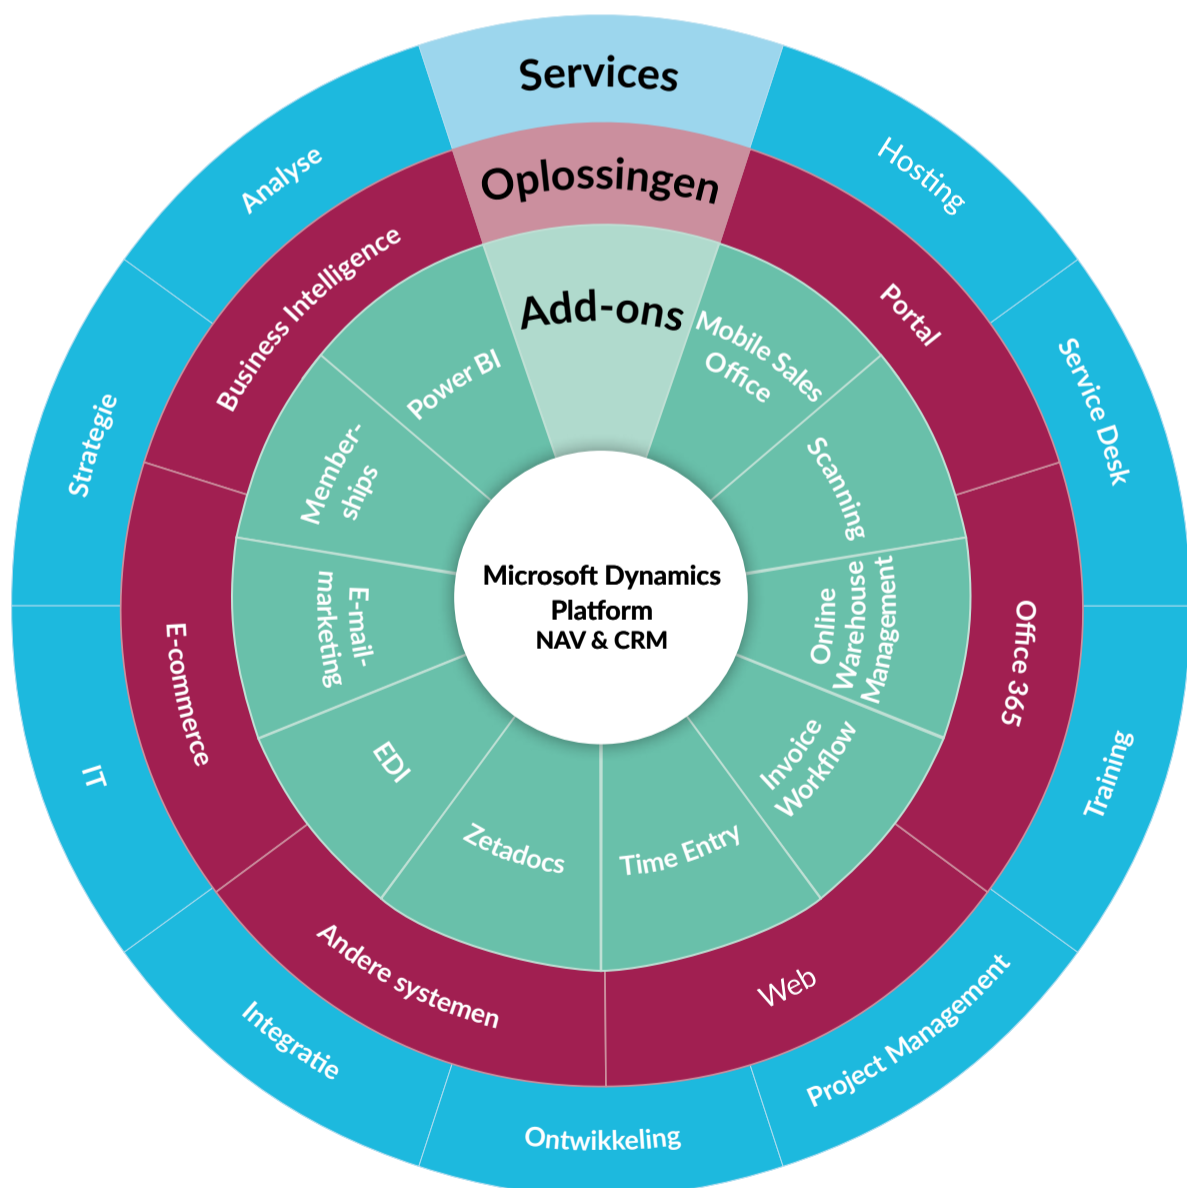 Services
Oplossingen
Add-ons
Hosting
Service Desk
Training
Project Management
Ontwikkeling
Integratie
IT
Strategie
Analyse
Portal
Office 365
Web
Andere systemen
E-commerce
Business Intelligence
Mobile Sales
Office
Scanning
Online
Warehouse
Management
Invoice
Workflow
Time Entry
Zetadocs
EDI
E-mail-
marketing
Member-
ships
Power BI
Microsoft Dynamics
Platform
NAV & CRM